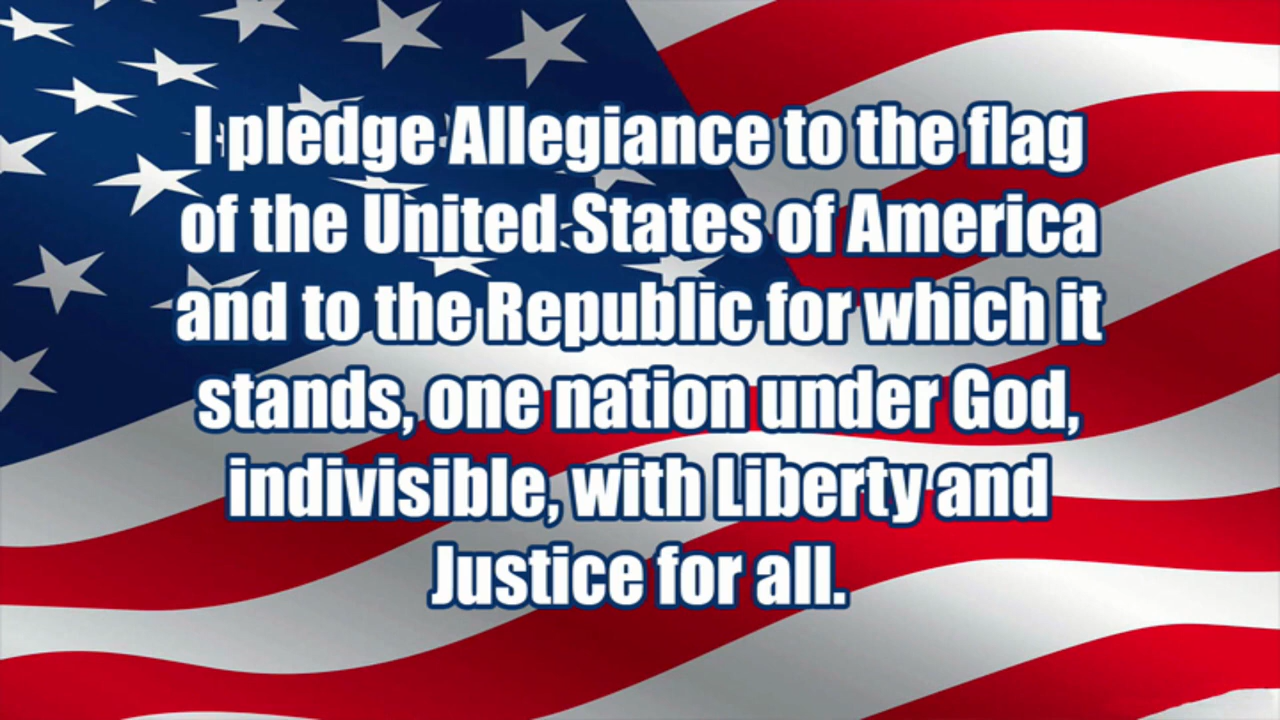 I pledge Allegiance to the flag
of the United States of America
and to the Republic for which it
stands, one nation under God,
indivisible, with Liberty and
Justice for all.